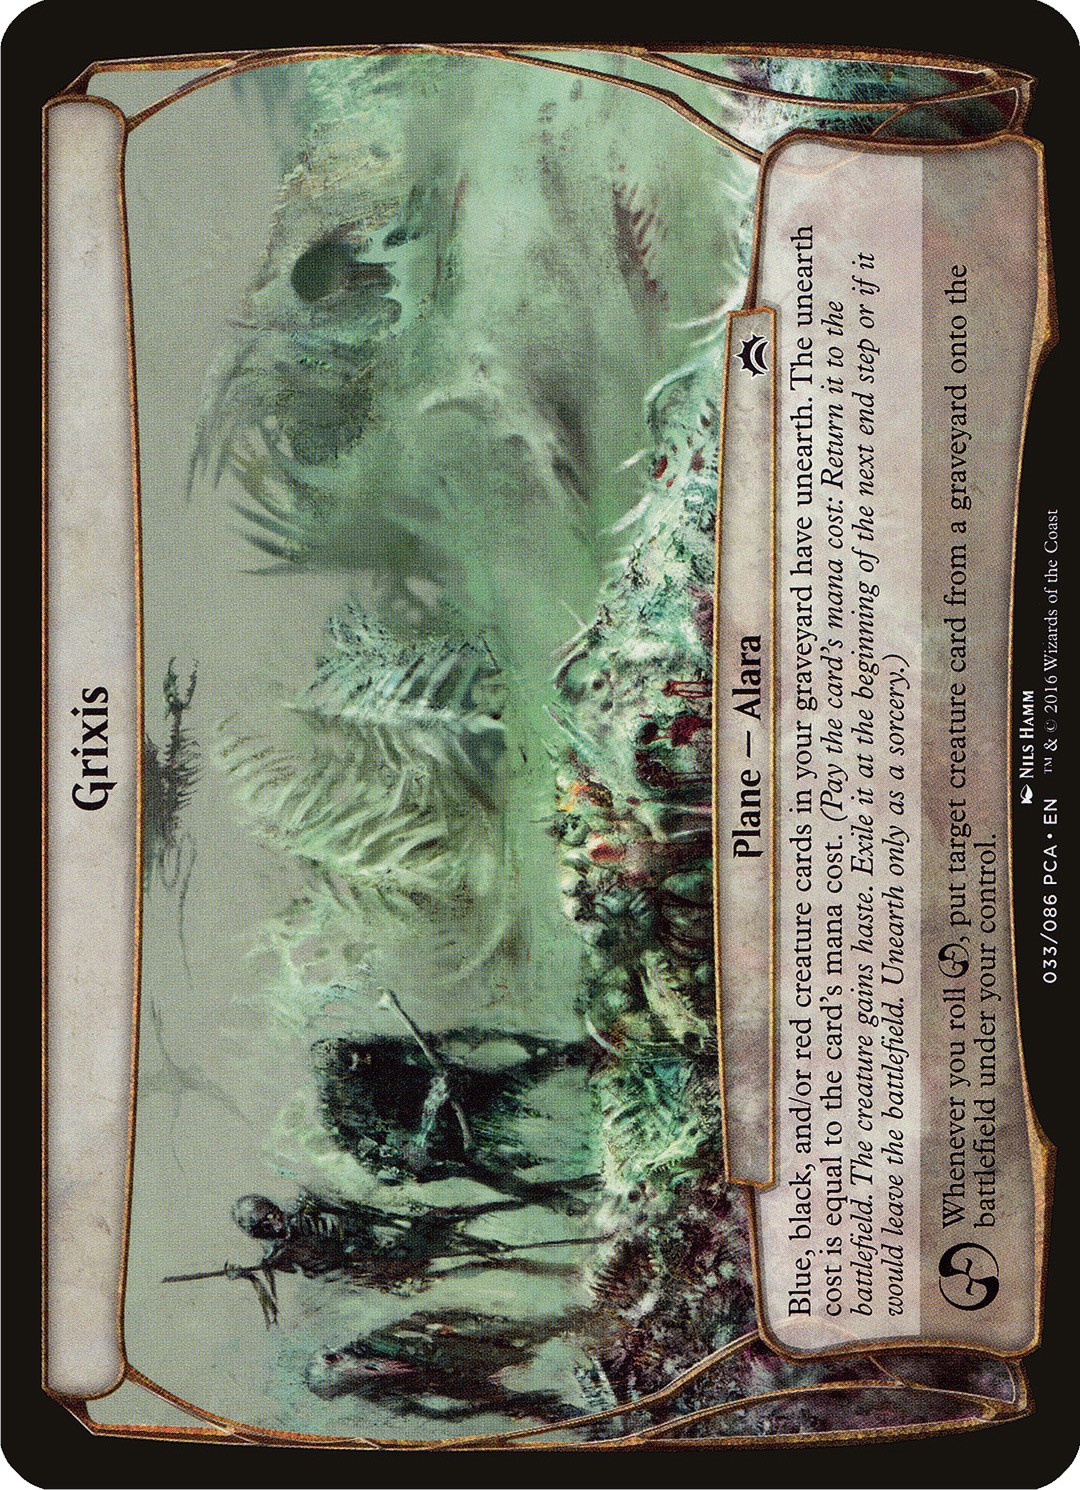 Grixis
Plane — Alara
Blue, black, and/or red creature cards in your graveyard have unearth. The unearth
cost is equal to the card's mana cost. (Pay the card's mana cost: Return it to the
battlefield. The creature gains haste. Exile it at the beginning of the next end step or if it
would leave the battlefield. Unearth only as a sorcery.)
Whenever you roll , put target creature card from a graveyard onto the
battlefield under your control.
Nils Hamm
033/086 PCA • EN ™ & © 2016 Wizards of the Coast